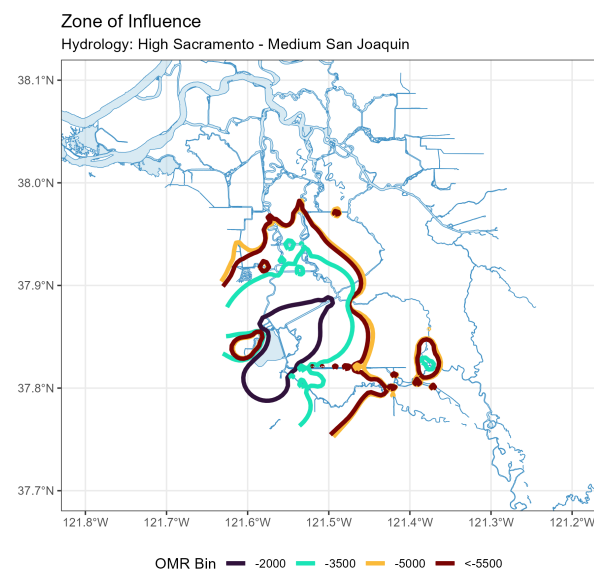 Zone of Influence
Hydrology: High Sacramento - Medium San Joaquin
38.1°N
38.0°N
37.9°N
37.8°N
37.7°N
121.8°W 121.7°W 121.6°W 121.5°W 121.4°W 121.3°W 121.2°W
OMR Bin -2000 -3500 -5000 <-5500